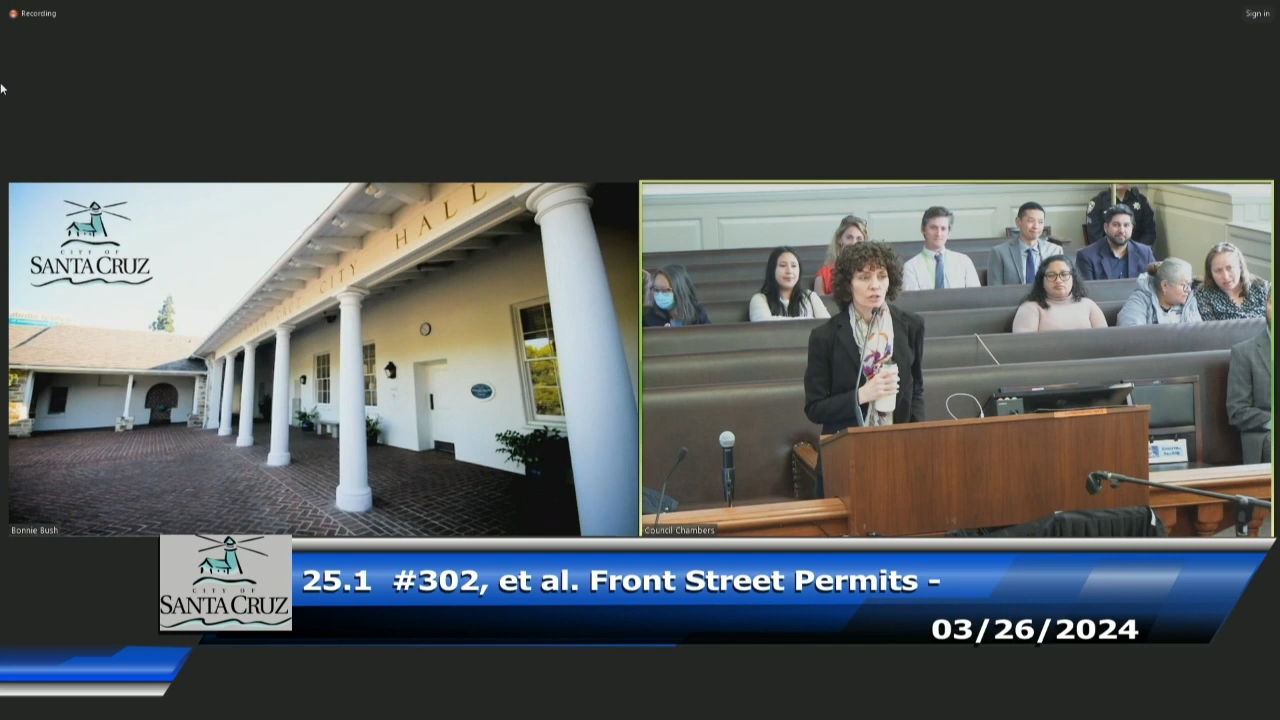 Recording
Sign in
CITY OF
SANTA CRUZ
CITY HALL
Bonnie Bush
Council Chambers
CITY OF
SANTA CRUZ
25.1 #302, et al. Front Street Permits -
03/26/2024